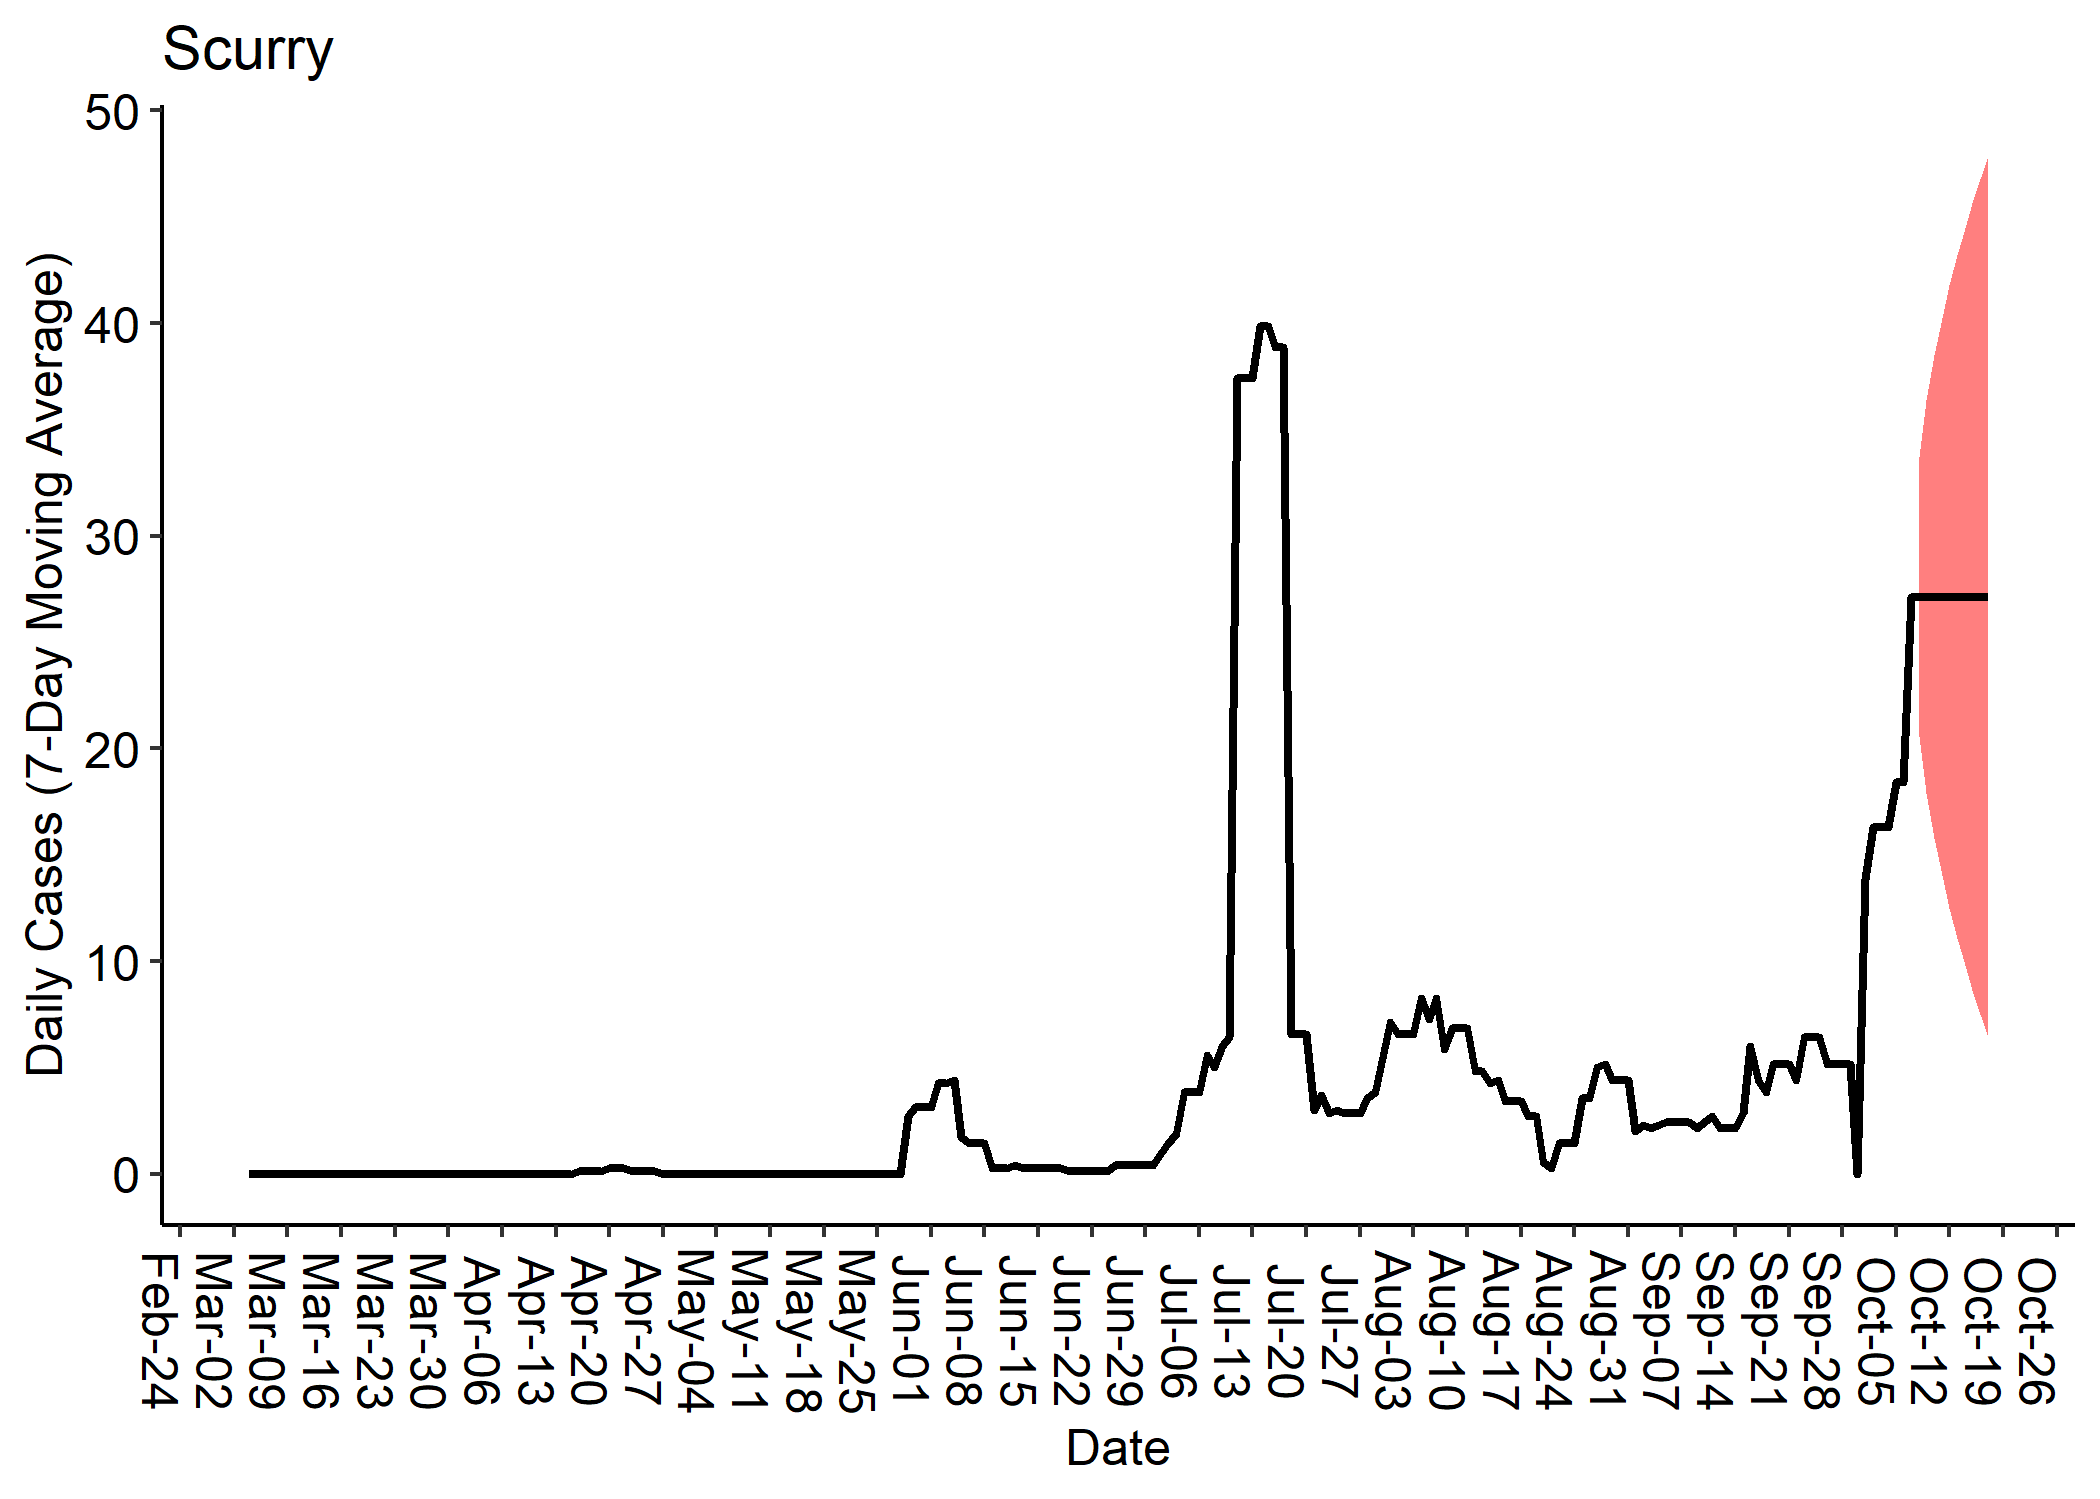 Scurry
Daily Cases (7-Day Moving Average)
50
40
30
20
10
0
Feb-24
Mar-02
Mar-09
Mar-16
Mar-23
Mar-30
Apr-06
Apr-13
Apr-20
Apr-27
May-04
May-11
May-18
May-25
Jun-01
Jun-08
Jun-15
Jun-22
Jun-29
Jul-06
Jul-13
Jul-20
Jul-27
Aug-03
Aug-10
Aug-17
Aug-24
Aug-31
Sep-07
Sep-14
Sep-21
Sep-28
Oct-05
Oct-12
Oct-19
Oct-26
Date